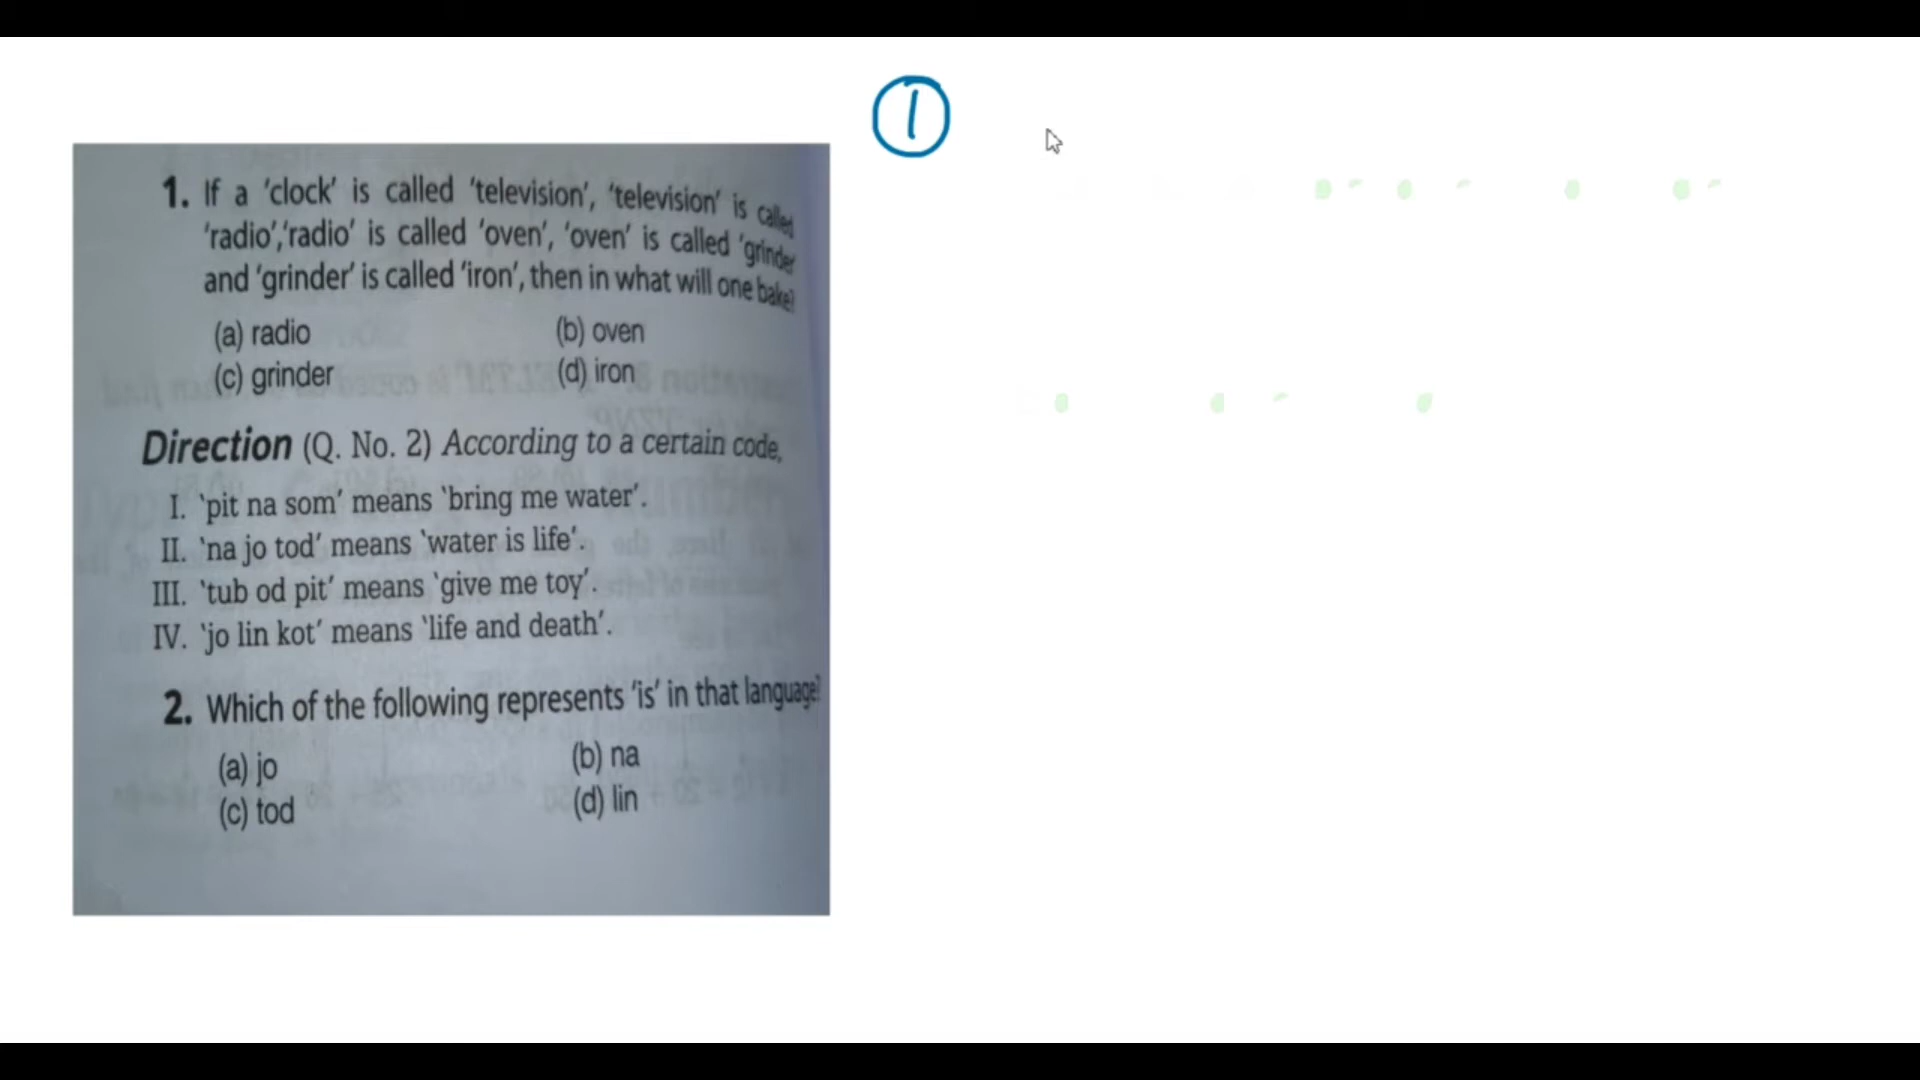 1
1. If a 'clock' is called 'television', 'television' is called
'radio','radio' is called 'oven', 'oven' is called 'grinder
and 'grinder' is called 'iron', then in what will one bake?
(a) radio (b) oven
(c) grinder (d) iron
Direction (Q. No. 2) According to a certain code,
I. 'pit na som' means 'bring me water'.
II. 'na jo tod' means 'water is life'.
III. 'tub od pit' means 'give me toy'.
IV. 'jo lin kot' means 'life and death'.
2. Which of the following represents 'is' in that language?
(a) jo (b) na
(c) tod (d) lin